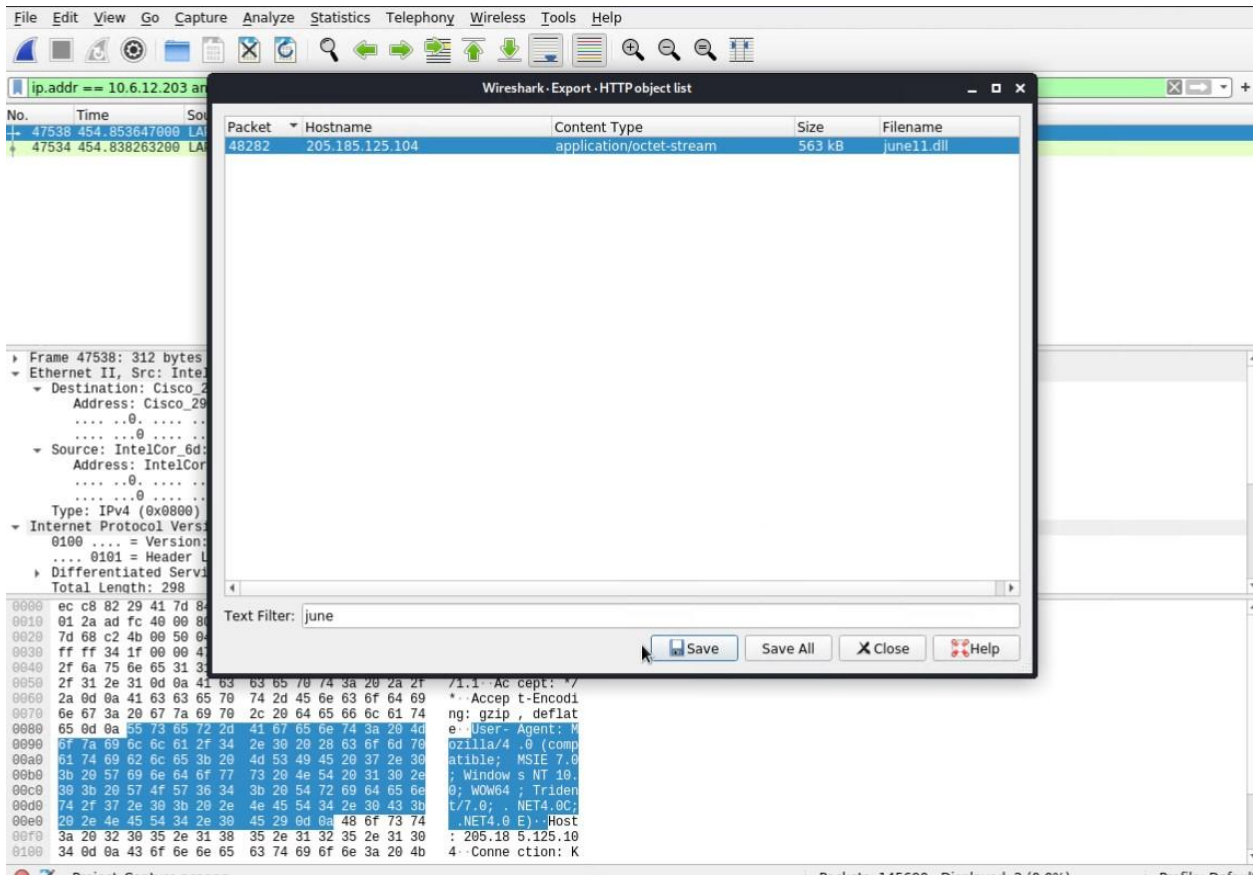 File Edit View Go Capture Analyze Statistics Telephony Wireless Tools Help
ip.addr == 10.6.12.203 an
Wireshark · Export · HTTP object list
No. Time Sou
47538 454.853647000 LAP
47534 454.838263200 LAP
Packet Hostname Content Type Size Filename
48282 205.185.125.104 application/octet-stream 563 kB june11.dll
Frame 47538: 312 bytes
Ethernet II, Src: Intel
Destination: Cisco_2
Address: Cisco_29
.... ..0. .... ..
.... ...0 .... ..
Source: IntelCor_6d:
Address: IntelCor
.... ..0. .... ..
.... ...0 .... ..
Type: IPv4 (0x0800)
Internet Protocol Versi
0100 .... = Version:
.... 0101 = Header L
Differentiated Servi
Total Length: 298
Text Filter: june
Save Save All Close Help
0000 ec c8 82 29 41 7d 84
0010 01 2a ad fc 40 00 80
0020 7d 68 c2 4b 00 50 04
0030 ff ff 34 1f 00 00 47
0040 2f 6a 75 6e 65 31 31
0050 2f 31 2e 31 0d 0a 41 63 63 65 70 74 3a 20 2a 2f /1.1··Ac cept: */
0060 2a 0d 0a 41 63 63 65 70 74 2d 45 6e 63 6f 64 69 *··Accep t-Encodi
0070 6e 67 3a 20 67 7a 69 70 2c 20 64 65 66 6c 61 74 ng: gzip , deflat
0080 65 0d 0a 55 73 65 72 2d 41 67 65 6e 74 3a 20 4d e··User- Agent: M
0090 6f 7a 69 6c 6c 61 2f 34 2e 30 20 28 63 6f 6d 70 ozilla/4 .0 (comp
00a0 61 74 69 62 6c 65 3b 20 4d 53 49 45 20 37 2e 30 atible; MSIE 7.0
00b0 3b 20 57 69 6e 64 6f 77 73 20 4e 54 20 31 30 2e ; Window s NT 10.
00c0 30 3b 20 57 4f 57 36 34 3b 20 54 72 69 64 65 6e 0; WOW64 ; Triden
00d0 74 2f 37 2e 30 3b 20 2e 4e 45 54 34 2e 30 43 3b t/7.0; . NET4.0C;
00e0 20 2e 4e 45 54 34 2e 30 45 29 0d 0a 48 6f 73 74 .NET4.0 E)··Host
00f0 3a 20 32 30 35 2e 31 38 35 2e 31 32 35 2e 31 30 : 205.18 5.125.10
0100 34 0d 0a 43 6f 6e 6e 65 63 74 69 6f 6e 3a 20 4b 4··Conne ction: K